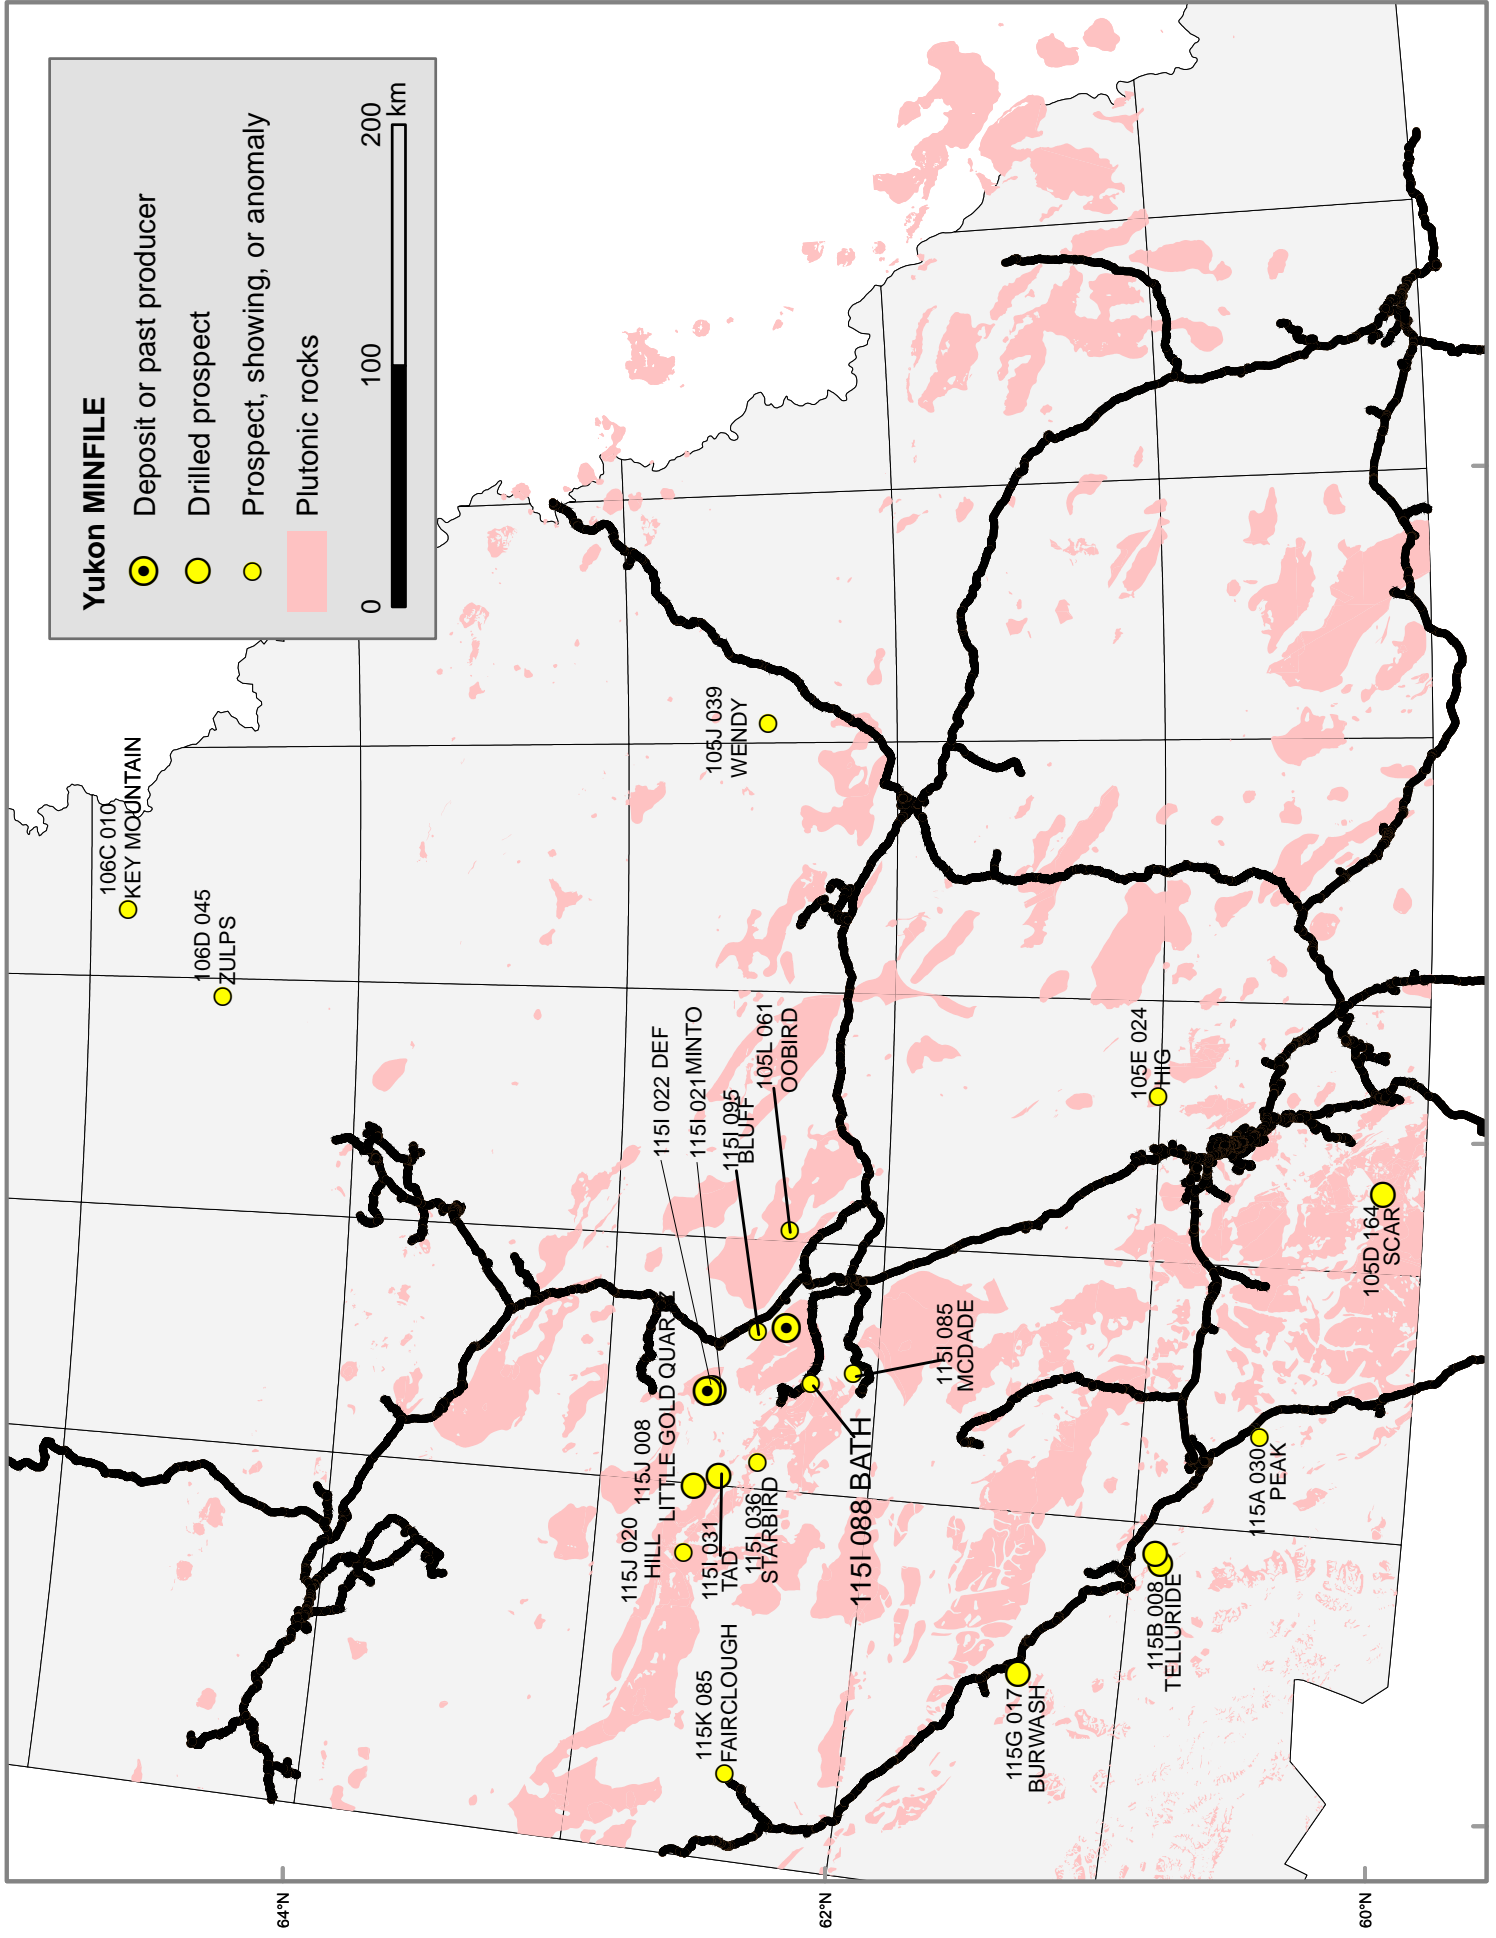 Yukon MINFILE
Deposit or past producer
Drilled prospect
Prospect, showing, or anomaly
Plutonic rocks
0
100
200
km
106C 010
KEY MOUNTAIN
106D 045
ZULPS
105J 039
WENDY
115I 022 DEF
115I 021 MINTO
115I 095
BLUFF
105L 061
OOBIRD
105E 024
HIG
105D 164
SCAR
115I 085
MCDADE
115J 008
LITTLE GOLD QUARTZ
115J 020
HILL
115I 031
TAD
115I 036
STARBIRD
115I 088 BATH
115A 030
PEAK
115B 008
TELLURIDE
115G 017
BURWASH
115K 085
FAIRCLOUGH
64°N
62°N
60°N